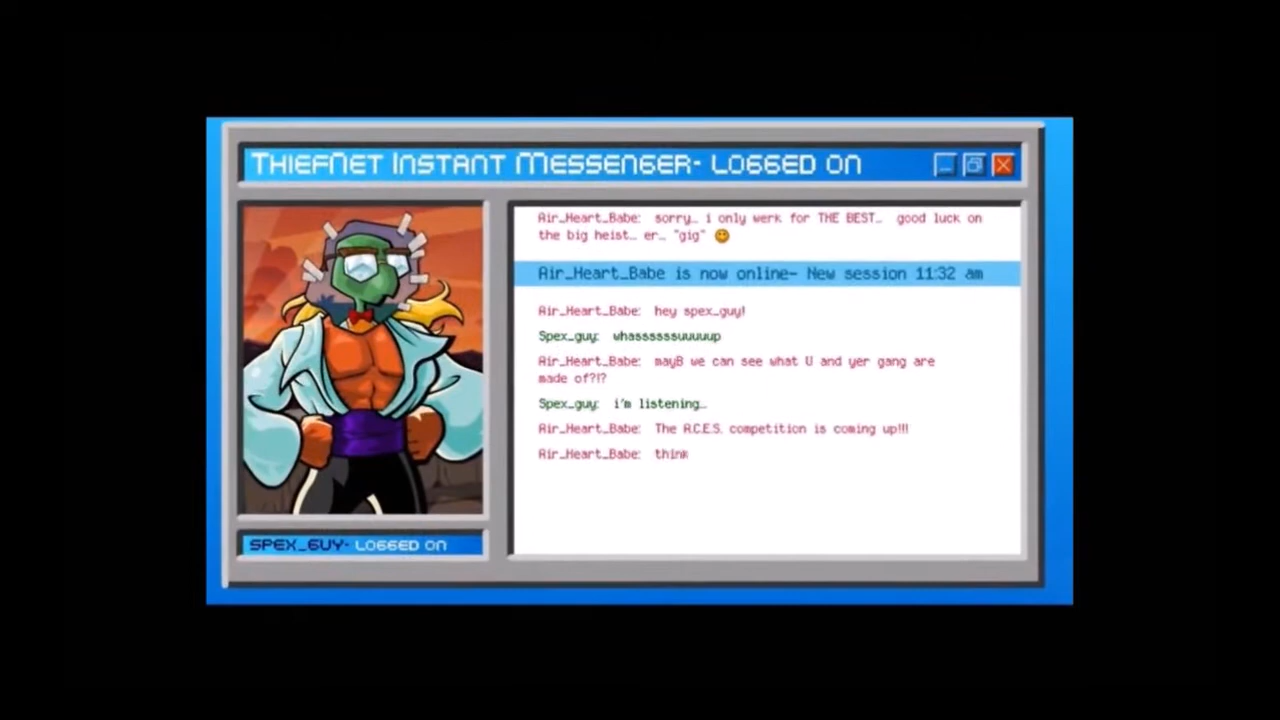 ThiefNet Instant Messenger- Logged On
Air_Heart_Babe: sorry... i only werk for THE BEST... good luck on
the big heist... er... "gig"
Air_Heart_Babe is now online- New session 11:32 am
Air_Heart_Babe: hey spex_guy!
Spex_guy: whassssssuuuuup
Air_Heart_Babe: mayB we can see what U and yer gang are
made of?!?
Spex_guy: i'm listening...
Air_Heart_Babe: The A.C.E.S. competition is coming up!!!
Air_Heart_Babe: think
Spex_Guy- Logged On